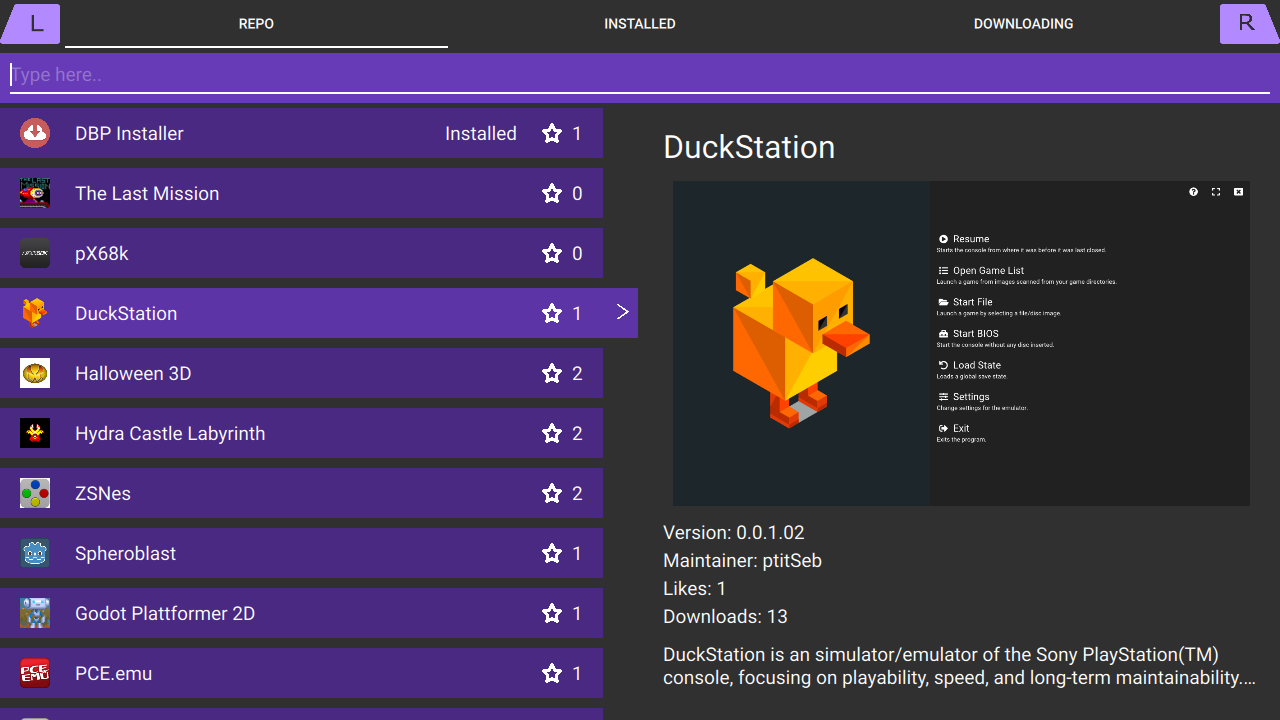 L
REPO
INSTALLED
DOWNLOADING
R
Type here..
DBP Installer Installed 1
The Last Mission 0
pX68k 0
DuckStation 1
Halloween 3D 2
Hydra Castle Labyrinth 2
ZSNes 2
Spheroblast 1
Godot Plattformer 2D 1
PCE EMU
PCE.emu 1
DuckStation
Resume
Starts the console from where it was before it was last closed.
Open Game List
Launch a game from images scanned from your game directories.
Start File
Launch a game by selecting a file/disc image.
Start BIOS
Start the console without any disc inserted.
Load State
Loads a global save state.
Settings
Change settings for the emulator.
Exit
Exits the program.
Version: 0.0.1.02
Maintainer: ptitSeb
Likes: 1
Downloads: 13
DuckStation is an simulator/emulator of the Sony PlayStation(TM)
console, focusing on playability, speed, and long-term maintainability....